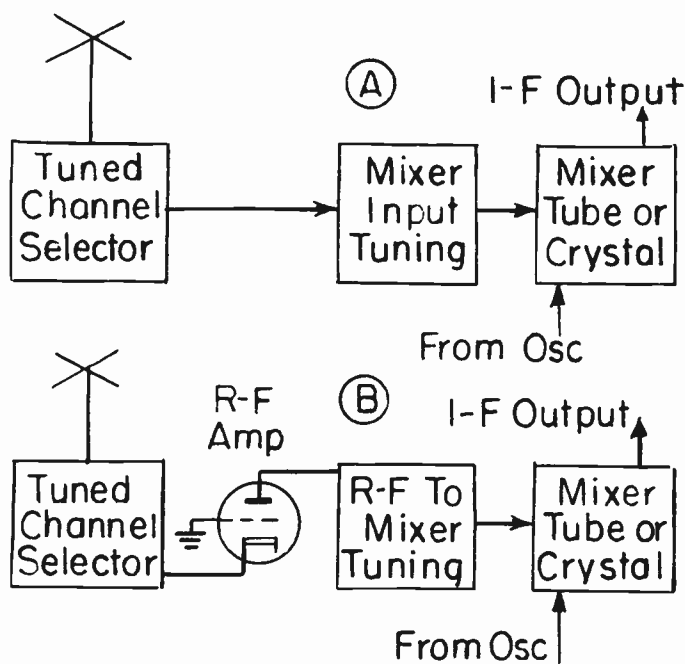 A
I-F Output
Tuned
Channel
Selector
Mixer
Input
Tuning
Mixer
Tube or
Crystal
From Osc
B
R-F
Amp
I-F Output
Tuned
Channel
Selector
R-F To
Mixer
Tuning
Mixer
Tube or
Crystal
From Osc